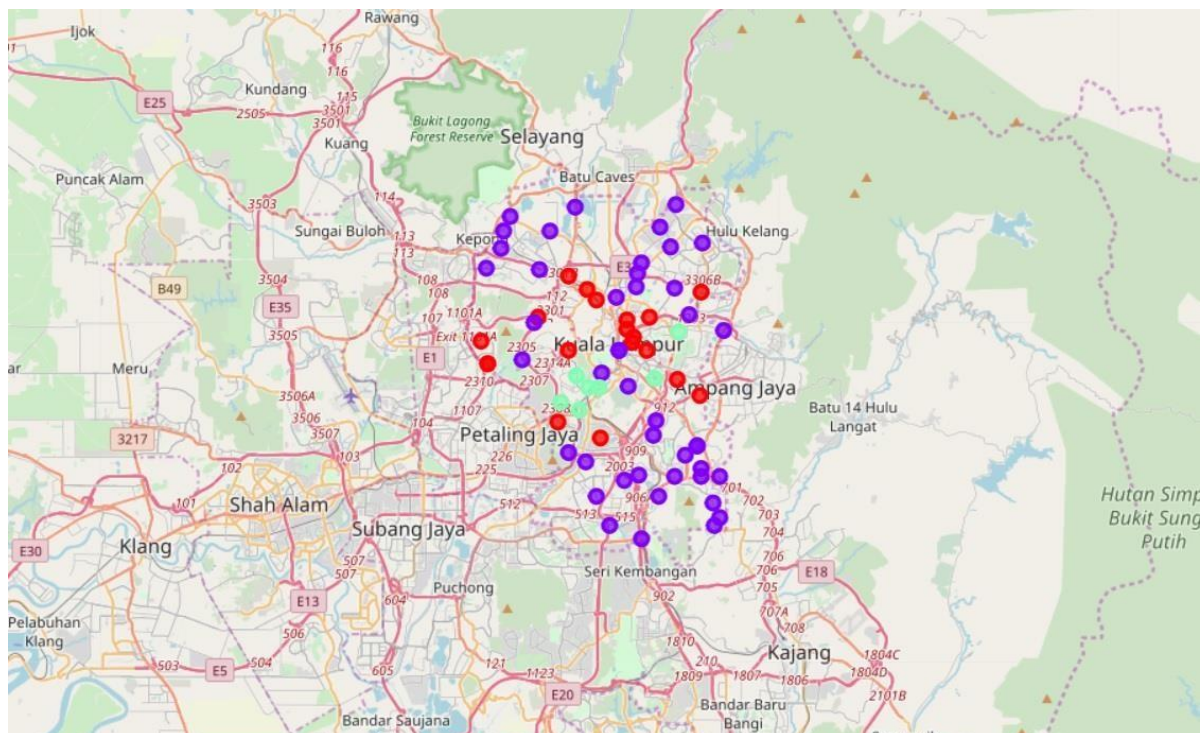 Rawang
Ijok
116
116
E25
Kundang
115
3501
3501
2505
Bukit Lagong
Forest Reserve
Selayang
Kuang
Puncak Alam
Batu Caves
114
3503
Sungai Buloh
113
113
Kepong
Hulu Kelang
108
108
3306B
B49
3504
E35
112
1101A
107
3505
2305
Kuala Lumpur
E1
2314A
Meru
2310
2307
3506A
Ampang Jaya
1107
912
Batu 14 Hulu
Langat
3506
3507
104
3217
Petaling Jaya
909
102
103
226
225
2003
101
701
Hutan Simp
Bukit Sung
Putih
Shah Alam
512
906
702
513
515
703
Subang Jaya
704
E30
Klang
507
507
706
706
Seri Kembangan
E18
Puchong
705
E13
604
902
707A
506
708
Pelabuhan
Klang
1810
Kajang
1804C
503
504
E5
605
121
1123
210
1809
1807
1806
1804D
E20
2101B
Bandar Saujana
Bandar Baru
Bangi